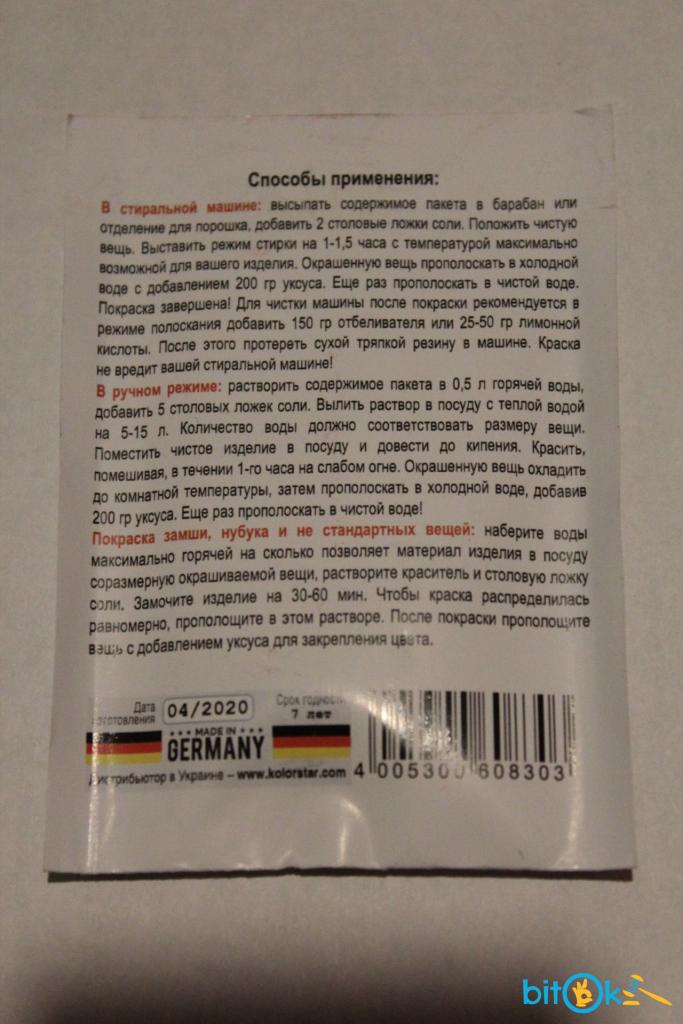 Способы применения:
В стиральной машине: высыпать содержимое пакета в барабан или
отделение для порошка, добавить 2 столовые ложки соли. Положить чистую
вещь. Выставить режим стирки на 1-1,5 часа с температурой максимально
возможной для вашего изделия. Окрашенную вещь прополоскать в холодной
воде с добавлением 200 гр уксуса. Еще раз прополоскать в чистой воде.
Покраска завершена! Для чистки машины после покраски рекомендуется в
режиме полоскания добавить 150 гр отбеливателя или 25-50 гр лимонной
кислоты. После этого протереть сухой тряпкой резину в машине. Краска
не вредит вашей стиральной машине!
В ручном режиме: растворить содержимое пакета в 0,5 л горячей воды,
добавить 5 столовых ложек соли. Вылить раствор в посуду с теплой водой
на 5-15 л. Количество воды должно соответствовать размеру вещи.
Поместить чистое изделие в посуду и довести до кипения. Красить,
помешивая, в течении 1-го часа на слабом огне. Окрашенную вещь охладить
до комнатной температуры, затем прополоскать в холодной воде, добавив
200 гр уксуса. Еще раз прополоскать в чистой воде!
Покраска замши, нубука и не стандартных вещей: наберите воды
максимально горячей на сколько позволяет материал изделия в посуду
соразмерную окрашиваемой вещи, растворите краситель и столовую ложку
соли. Замочите изделие на 30-60 мин. Чтобы краска распределилась
равномерно, прополощите в этом растворе. После покраски прополощите
вещь с добавлением уксуса для закрепления цвета.
Дата изготовления 04/2020 Срок годности 7 лет
MADE IN GERMANY
Дистрибьютор в Украине – www.kolorstar.com
4 005300 608303
bitOk